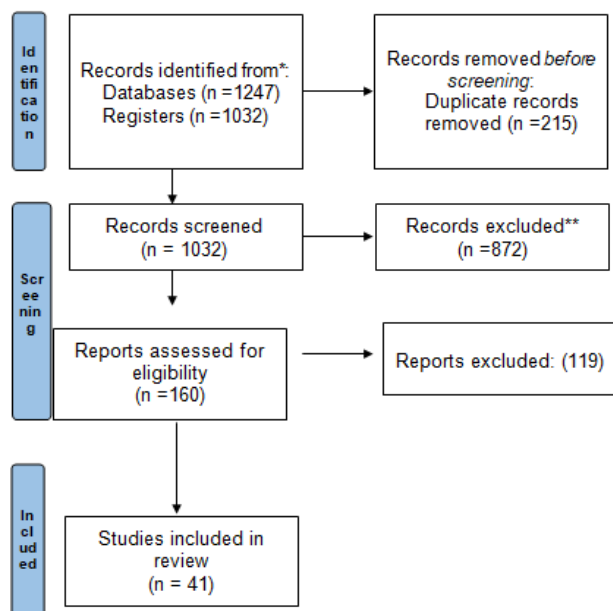 Id
en
tifi
ca
tio
n
Records identified from*:
Databases (n =1247)
Registers (n =1032)
Records removed before
screening:
Duplicate records
removed (n =215)
Scr
ee
nin
g
Records screened
(n = 1032)
Records excluded**
(n =872)
Reports assessed for
eligibility
(n =160)
Reports excluded: (119)
In
cl
ud
ed
Studies included in
review
(n = 41)